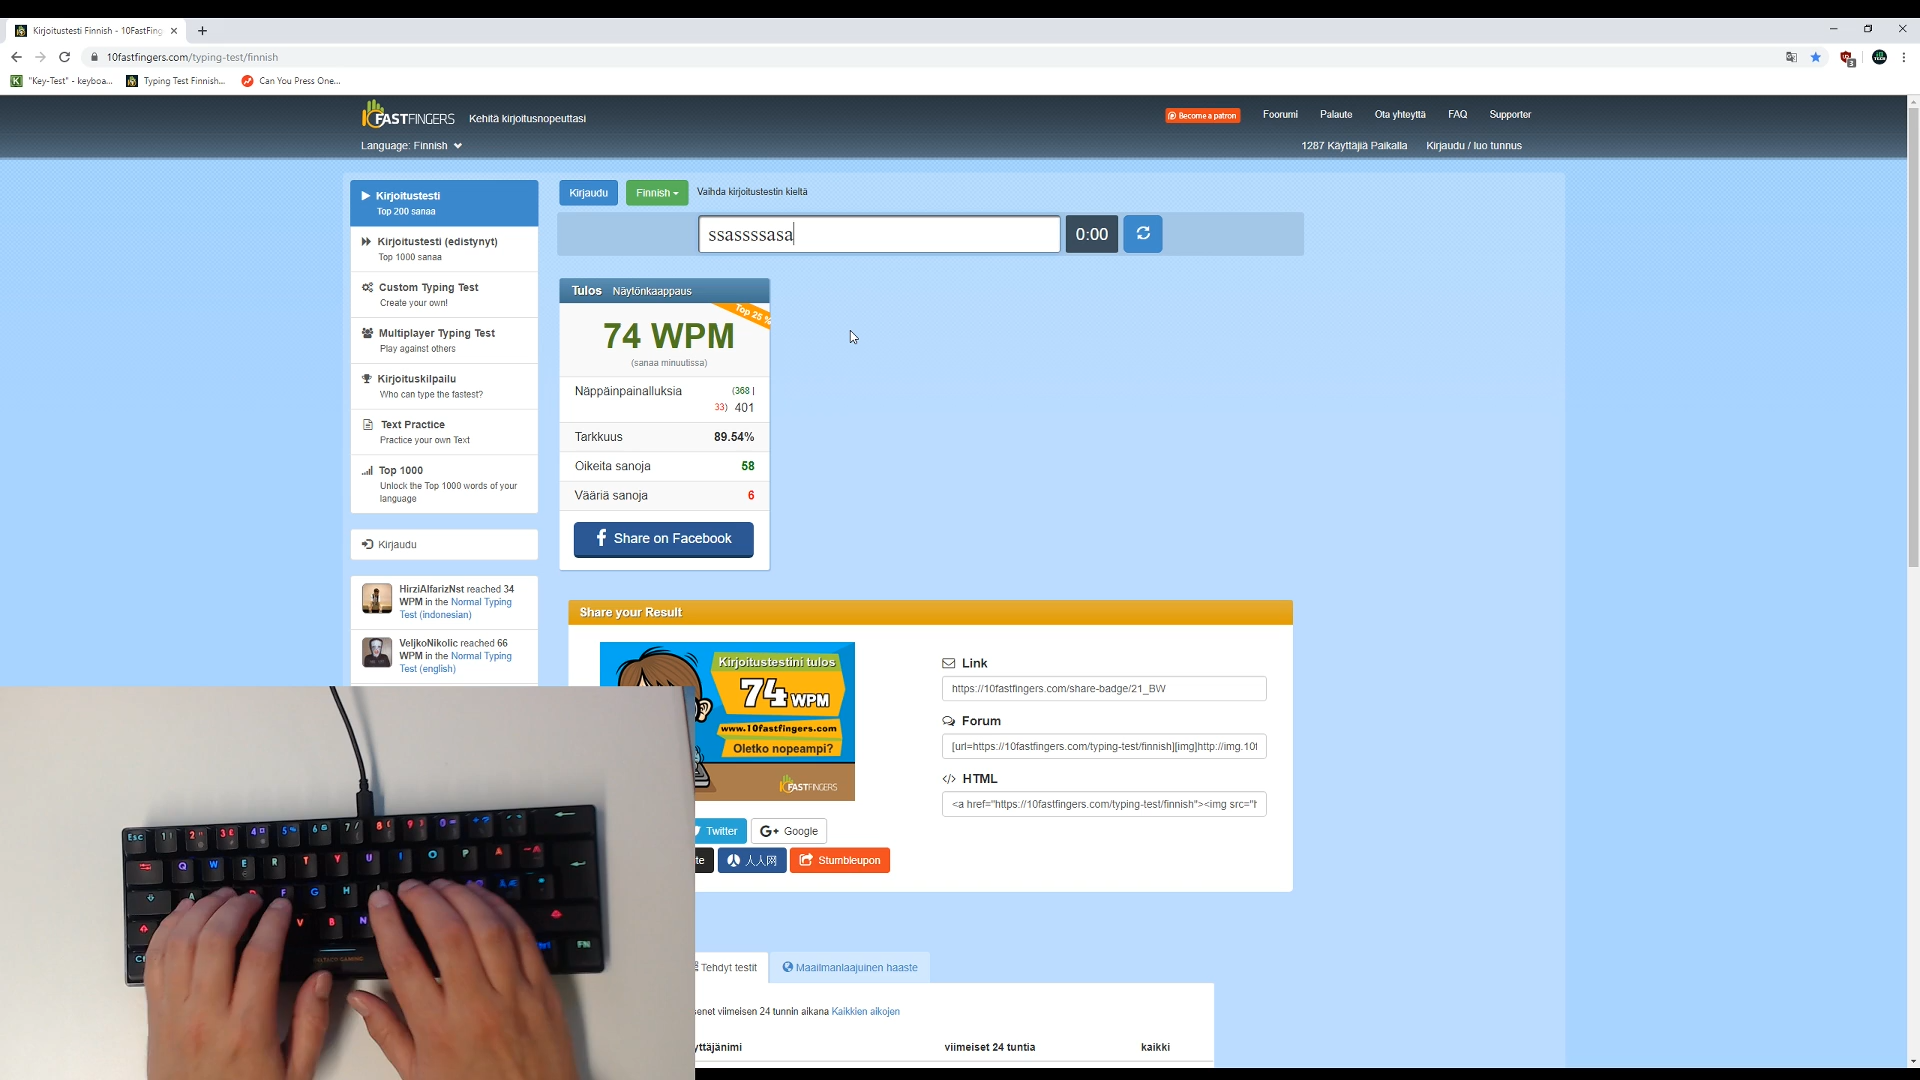 Kirjoitustesti Finnish - 10FastFing
10fastfingers.com/typing-test/finnish
"Key-Test" - keyboa...
Typing Test Finnish...
Can You Press One...
FASTFINGERS
Kehitä kirjoitusnopeuttasi
Become a patron
Foorumi
Palaute
Ota yhteyttä
FAQ
Supporter
Language: Finnish
1287 Käyttäjiä Paikalla
Kirjaudu / luo tunnus
Kirjoitustesti
Top 200 sanaa
Kirjoitustesti (edistynyt)
Top 1000 sanaa
Custom Typing Test
Create your own!
Multiplayer Typing Test
Play against others
Kirjoituskilpailu
Who can type the fastest?
Text Practice
Practice your own Text
Top 1000
Unlock the Top 1000 words of your
language
Kirjaudu
HirziAlfarizNst reached 34
WPM in the Normal Typing
Test (indonesian)
VeljkoNikolic reached 66
WPM in the Normal Typing
Test (english)
Kirjaudu
Finnish
Vaihda kirjoitustestin kieltä
ssassssasa
0:00
Tulos Näytönkaappaus
Top 25 %
74 WPM
(sanaa minuutissa)
Näppäinpainalluksia (368 |
33) 401
Tarkkuus 89.54%
Oikeita sanoja 58
Vääriä sanoja 6
Share on Facebook
Share your Result
Kirjoitustestini tulos
74 WPM
www.10fastfingers.com
Oletko nopeampi?
FASTFINGERS
Link
https://10fastfingers.com/share-badge/21_BW
Forum
[url=https://10fastfingers.com/typing-test/finnish][img]http://img.10f
HTML
<a href="https://10fastfingers.com/typing-test/finnish"><img src="h
Twitter
G+ Google
te
人人网
Stumbleupon
Tehdyt testit
Maailmanlaajuinen haaste
senet viimeisen 24 tunnin aikana Kaikkien aikojen
yttäjänimi
viimeiset 24 tuntia
kaikki
Esc
Q W E R T Y U I O P
A F G H
V B N
FN